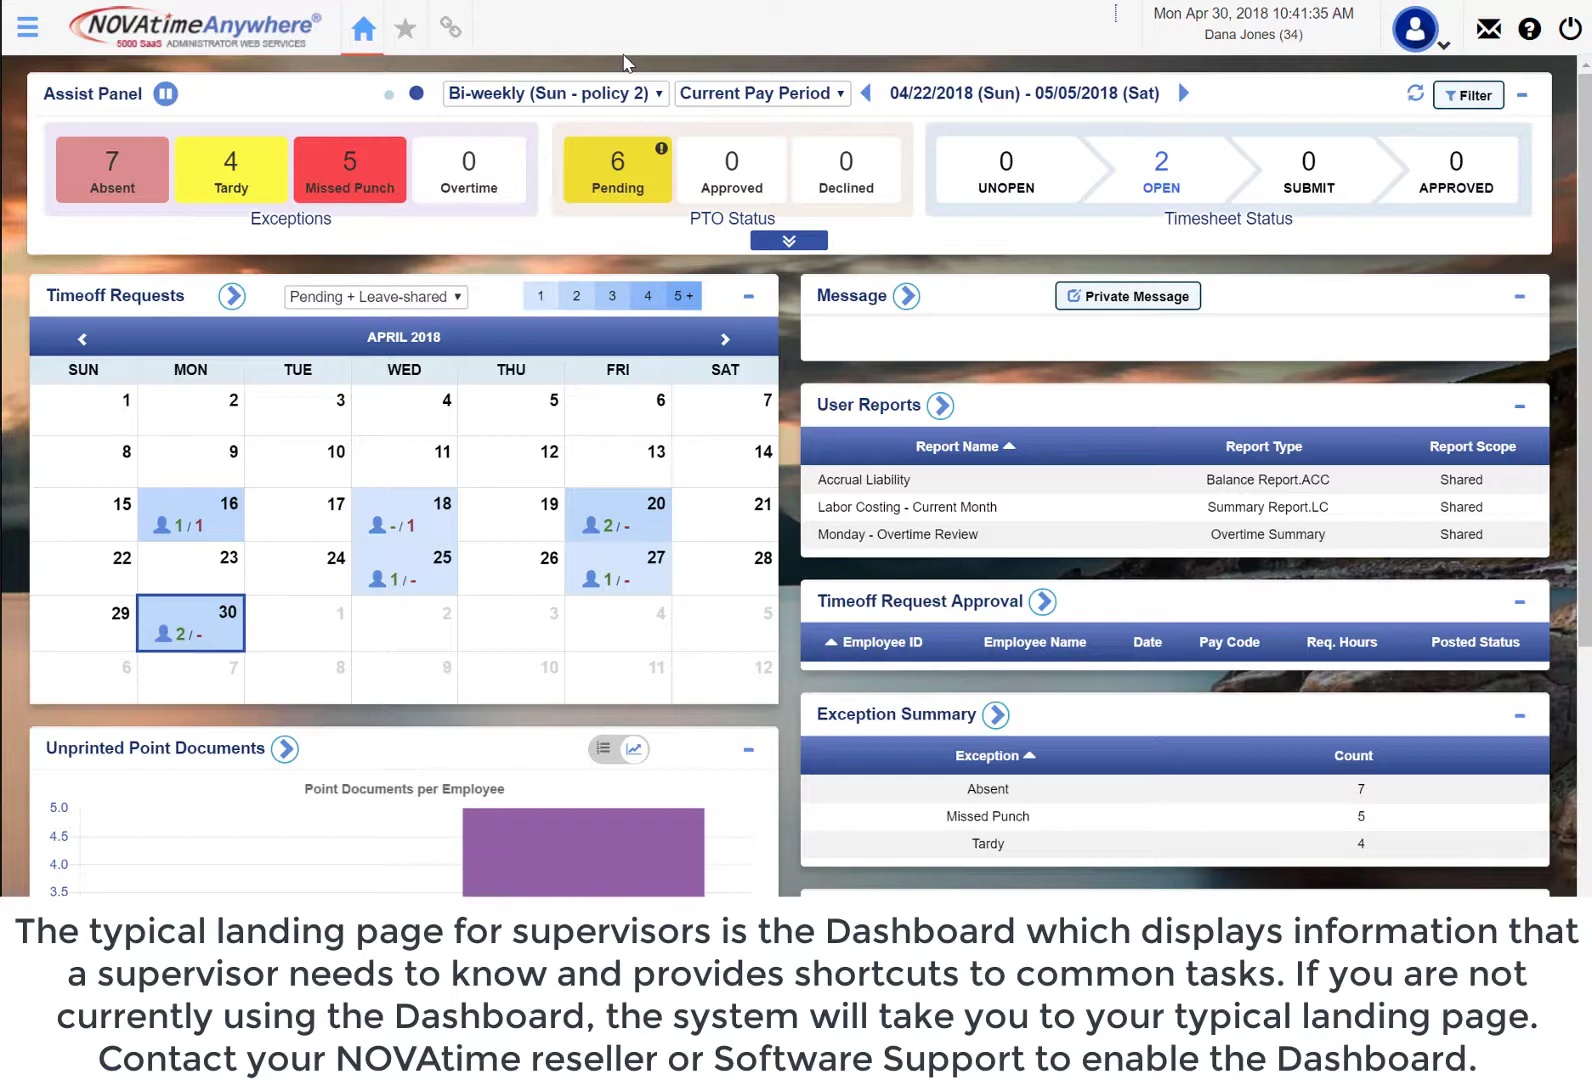 NOVAtimeAnywhere®
5000 SaaS ADMINISTRATOR WEB SERVICES
Mon Apr 30, 2018 10:41:35 AM
Dana Jones (34)
Assist Panel
Bi-weekly (Sun - policy 2)
Current Pay Period
04/22/2018 (Sun) - 05/05/2018 (Sat)
Filter
7 4 5 0
Absent Tardy Missed Punch Overtime
Exceptions
6 0 0
Pending Approved Declined
PTO Status
0 2 0 0
UNOPEN OPEN SUBMIT APPROVED
Timesheet Status
Timeoff Requests
Pending + Leave-shared
1 2 3 4 5 +
APRIL 2018
SUN MON TUE WED THU FRI SAT
1 2 3 4 5 6 7
8 9 10 11 12 13 14
15 16 17 18 19 20 21
1 / 1 - / 1 2 / -
22 23 24 25 26 27 28
1 / - 1 / -
29 30 1 2 3 4 5
2 / -
6 7 8 9 10 11 12
Unprinted Point Documents
Point Documents per Employee
5.0
4.5
4.0
3.5
Message
Private Message
User Reports
Report Name Report Type Report Scope
Accrual Liability Balance Report.ACC Shared
Labor Costing - Current Month Summary Report.LC Shared
Monday - Overtime Review Overtime Summary Shared
Timeoff Request Approval
Employee ID Employee Name Date Pay Code Req. Hours Posted Status
Exception Summary
Exception Count
Absent 7
Missed Punch 5
Tardy 4
The typical landing page for supervisors is the Dashboard which displays information that
a supervisor needs to know and provides shortcuts to common tasks. If you are not
currently using the Dashboard, the system will take you to your typical landing page.
Contact your NOVAtime reseller or Software Support to enable the Dashboard.